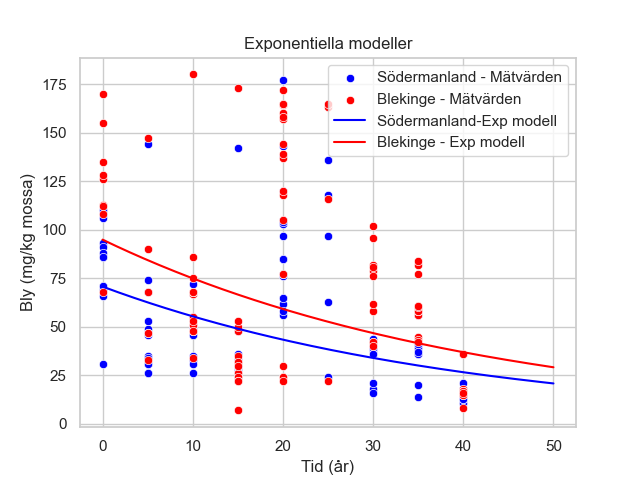 Exponentiella modeller
Södermanland - Mätvärden
Blekinge - Mätvärden
Södermanland-Exp modell
Blekinge - Exp modell
Bly (mg/kg mossa)
175
150
125
100
75
50
25
0
0 10 20 30 40 50
Tid (år)